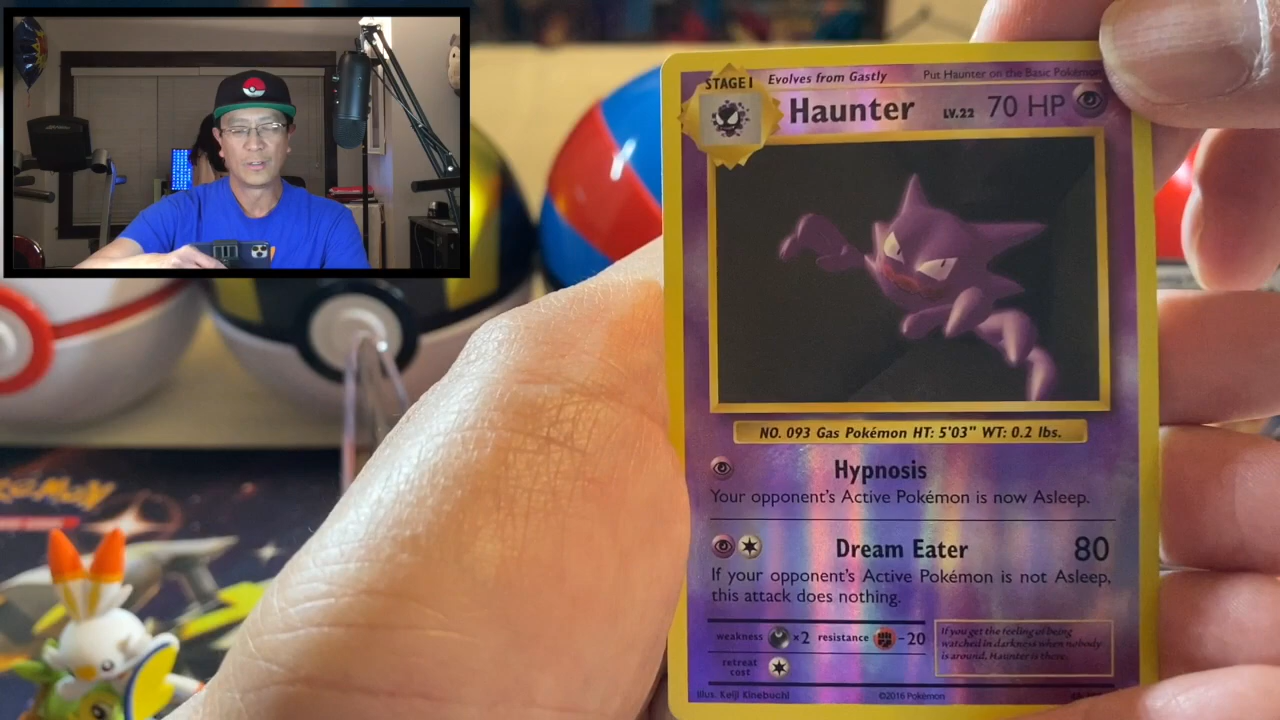 STAGE 1 Evolves from Gastly Put Haunter on the Basic Pokémon
Haunter LV.22 70 HP
NO. 093 Gas Pokémon HT: 5'03" WT: 0.2 lbs.
Hypnosis
Your opponent's Active Pokémon is now Asleep.
Dream Eater 80
If your opponent's Active Pokémon is not Asleep,
this attack does nothing.
weakness ×2 resistance -20
retreat
cost
If you get the feeling of being
watched in darkness when nobody
is around, Haunter is there.
Illus. Keiji Kinebuchi ©2016 Pokémon
POKÉMON